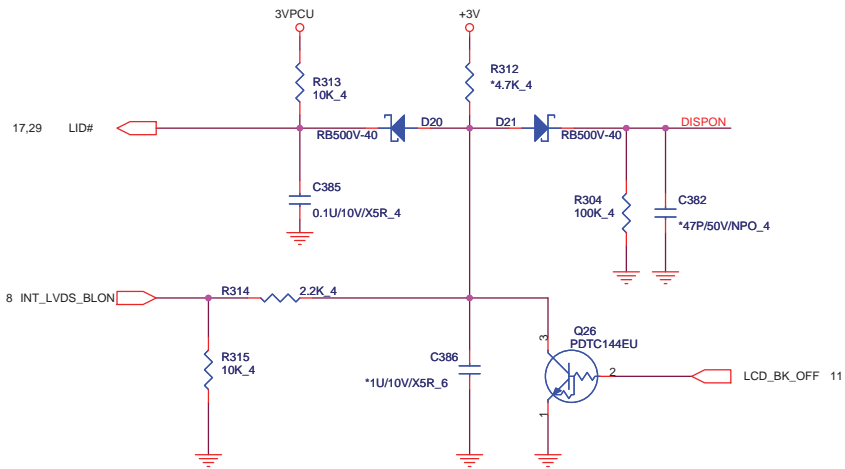 3VPCU
+3V
R313
10K_4
R312
*4.7K_4
17,29 LID#
RB500V-40
D20
D21
RB500V-40
DISPON
C385
0.1U/10V/X5R_4
R304
100K_4
C382
*47P/50V/NPO_4
8 INT_LVDS_BLON
R314
2.2K_4
R315
10K_4
C386
*1U/10V/X5R_6
3
Q26
PDTC144EU
2
1
LCD_BK_OFF 11